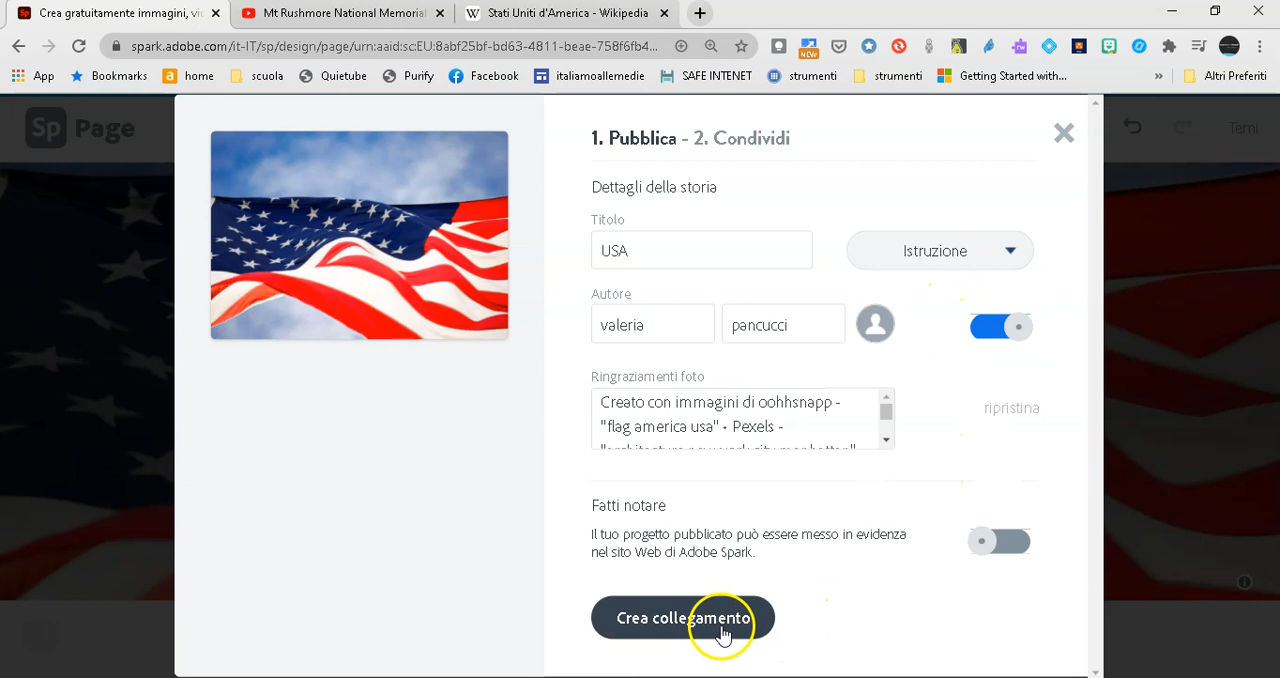 Crea gratuitamente immagini, vid
Mt Rushmore National Memorial
W Stati Uniti d'America - Wikipedia
spark.adobe.com/it-IT/sp/design/page/urn:aaid:sc:EU:8abf25bf-bd63-4811-beae-758f6fb4...
App
Bookmarks
a home
scuola
Quietube
Purify
Facebook
italiamoallemedie
SAFE INTENET
strumenti
strumenti
Getting Started with...
»
Altri Preferiti
Sp Page
Temi
1. Pubblica - 2. Condividi
Dettagli della storia
Titolo
USA
Istruzione
Autore
valeria
pancucci
Ringraziamenti foto
Creato con immagini di oohhsnapp -
"flag america usa" • Pexels -
ripristina
Fatti notare
Il tuo progetto pubblicato può essere messo in evidenza
nel sito Web di Adobe Spark.
Crea collegamento